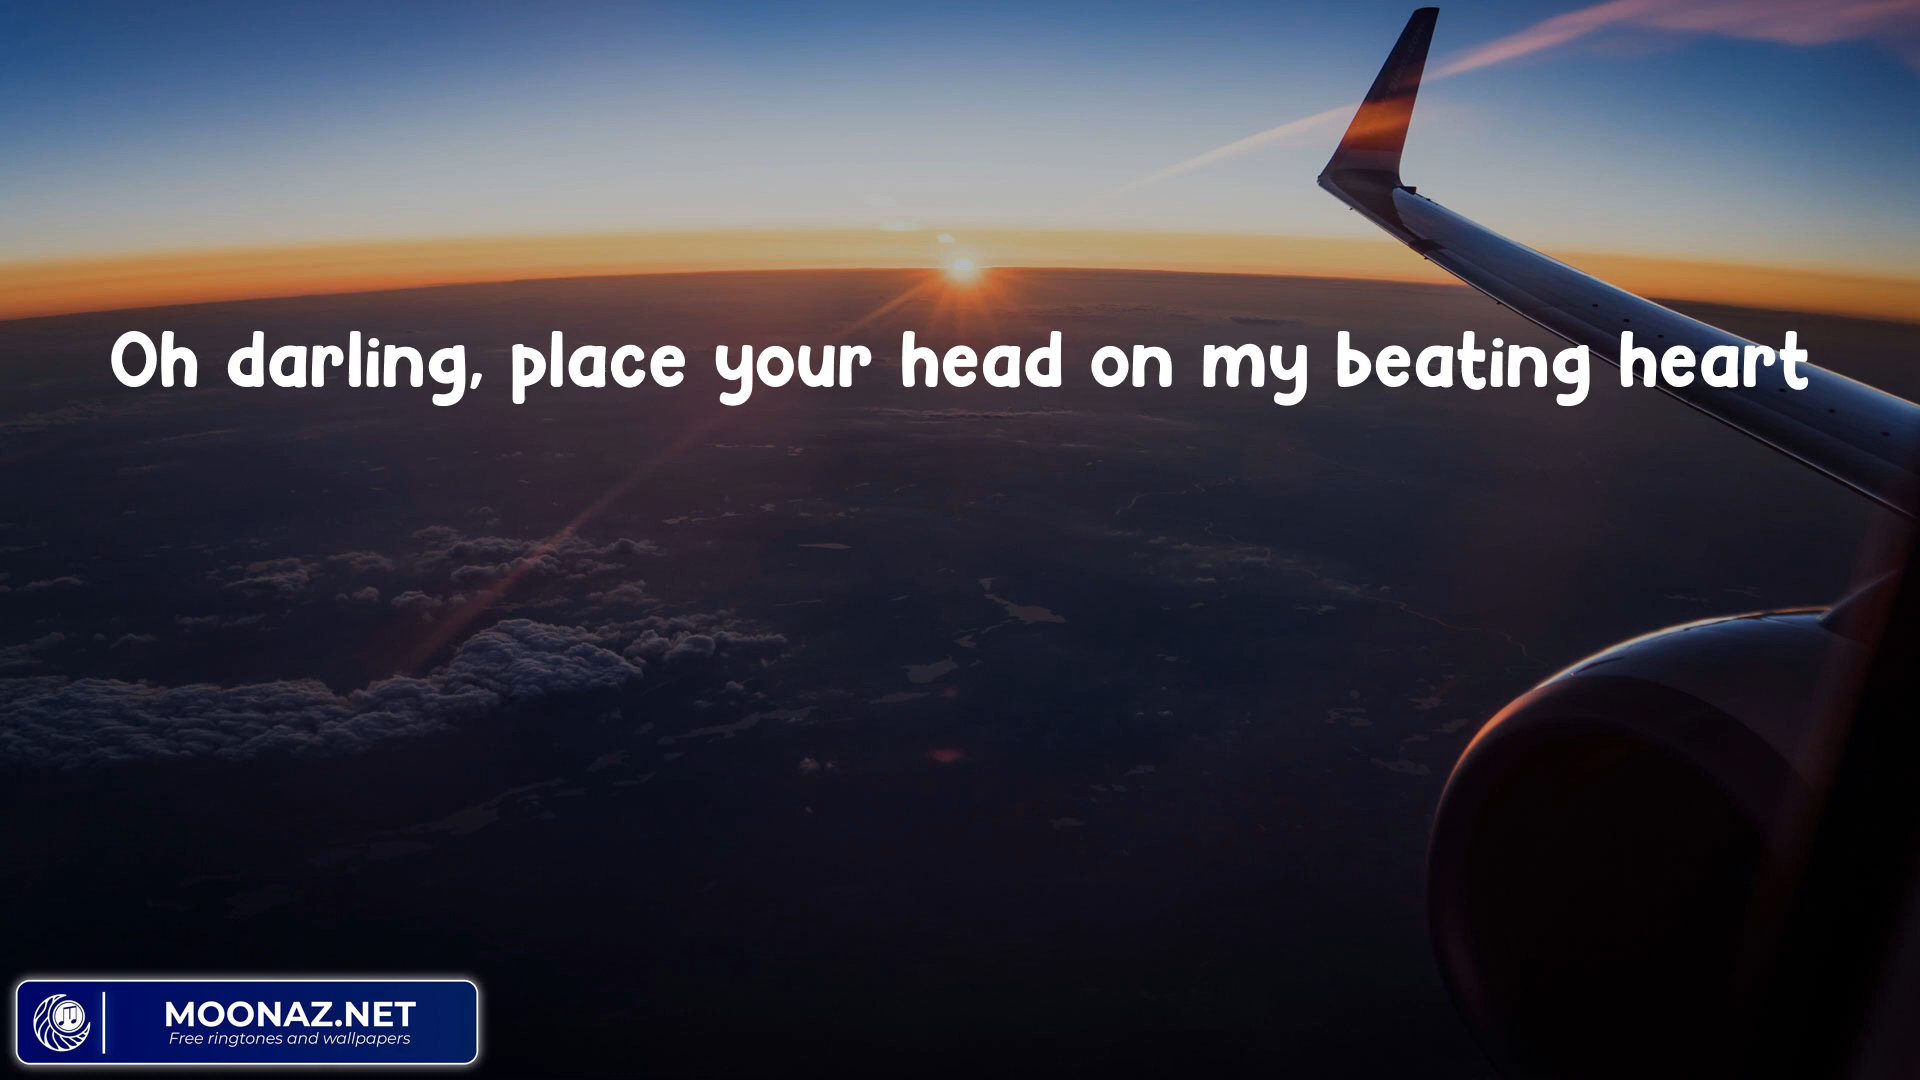 Oh darling, place your head on my beating heart
MOONAZ.NET
Free ringtones and wallpapers